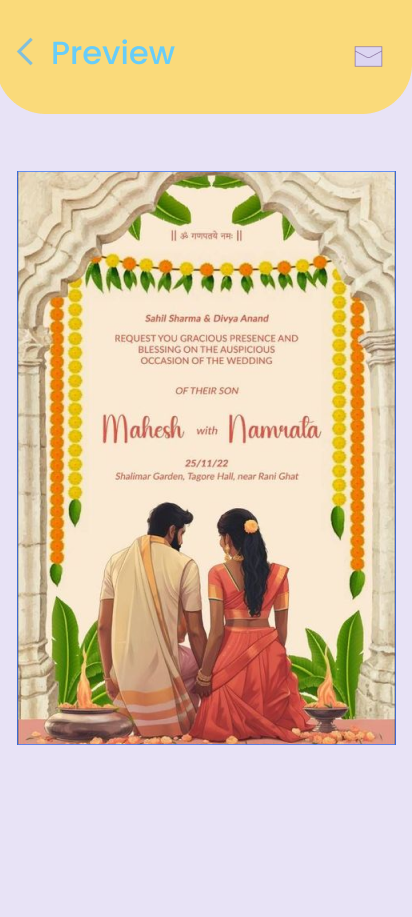 Preview
|| ॐ गणपतये नमः ||
Sahil Sharma & Divya Anand
REQUEST YOU GRACIOUS PRESENCE AND
BLESSING ON THE AUSPICIOUS
OCCASION OF THE WEDDING
OF THEIR SON
Mahesh with Namrata
25/11/22
Shalimar Garden, Tagore Hall, near Rani Ghat